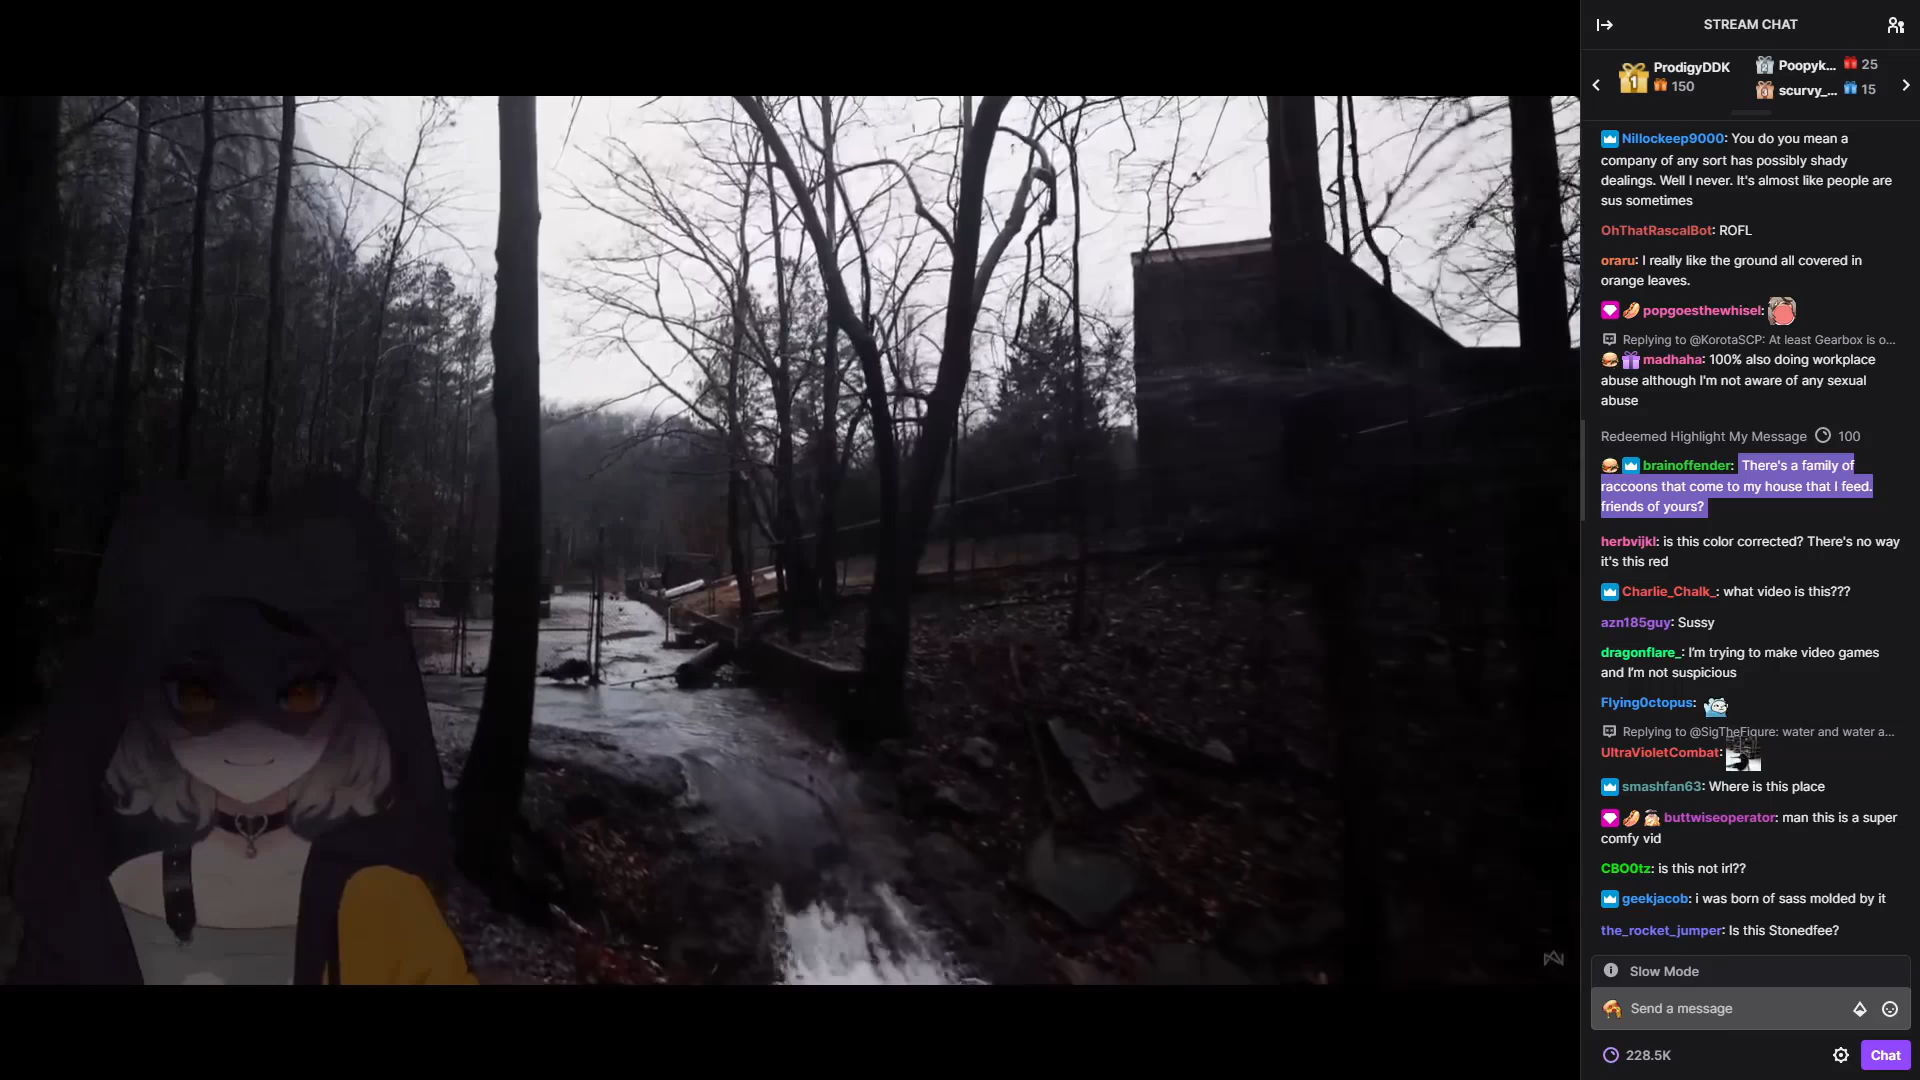 STREAM CHAT
ProdigyDDK
150
Poopyk... 25
scurvy_... 15
Nillockeep9000: You do you mean a
company of any sort has possibly shady
dealings. Well I never. It's almost like people are
sus sometimes
OhThatRascalBot: ROFL
oraru: I really like the ground all covered in
orange leaves.
popgoesthewhisel:
Replying to @KorotaSCP: At least Gearbox is o...
madhaha: 100% also doing workplace
abuse although I'm not aware of any sexual
abuse
Redeemed Highlight My Message 100
brainoffender: There's a family of
raccoons that come to my house that I feed.
friends of yours?
herbvijkl: is this color corrected? There's no way
it's this red
Charlie_Chalk_: what video is this???
azn185guy: Sussy
dragonflare_: I'm trying to make video games
and I'm not suspicious
Flying0ctopus:
Replying to @SigTheFigure: water and water a...
UltraVioletCombat:
smashfan63: Where is this place
buttwiseoperator: man this is a super
comfy vid
CBO0tz: is this not irl??
geekjacob: i was born of sass molded by it
the_rocket_jumper: Is this Stonedfee?
Slow Mode
Send a message
228.5K
Chat